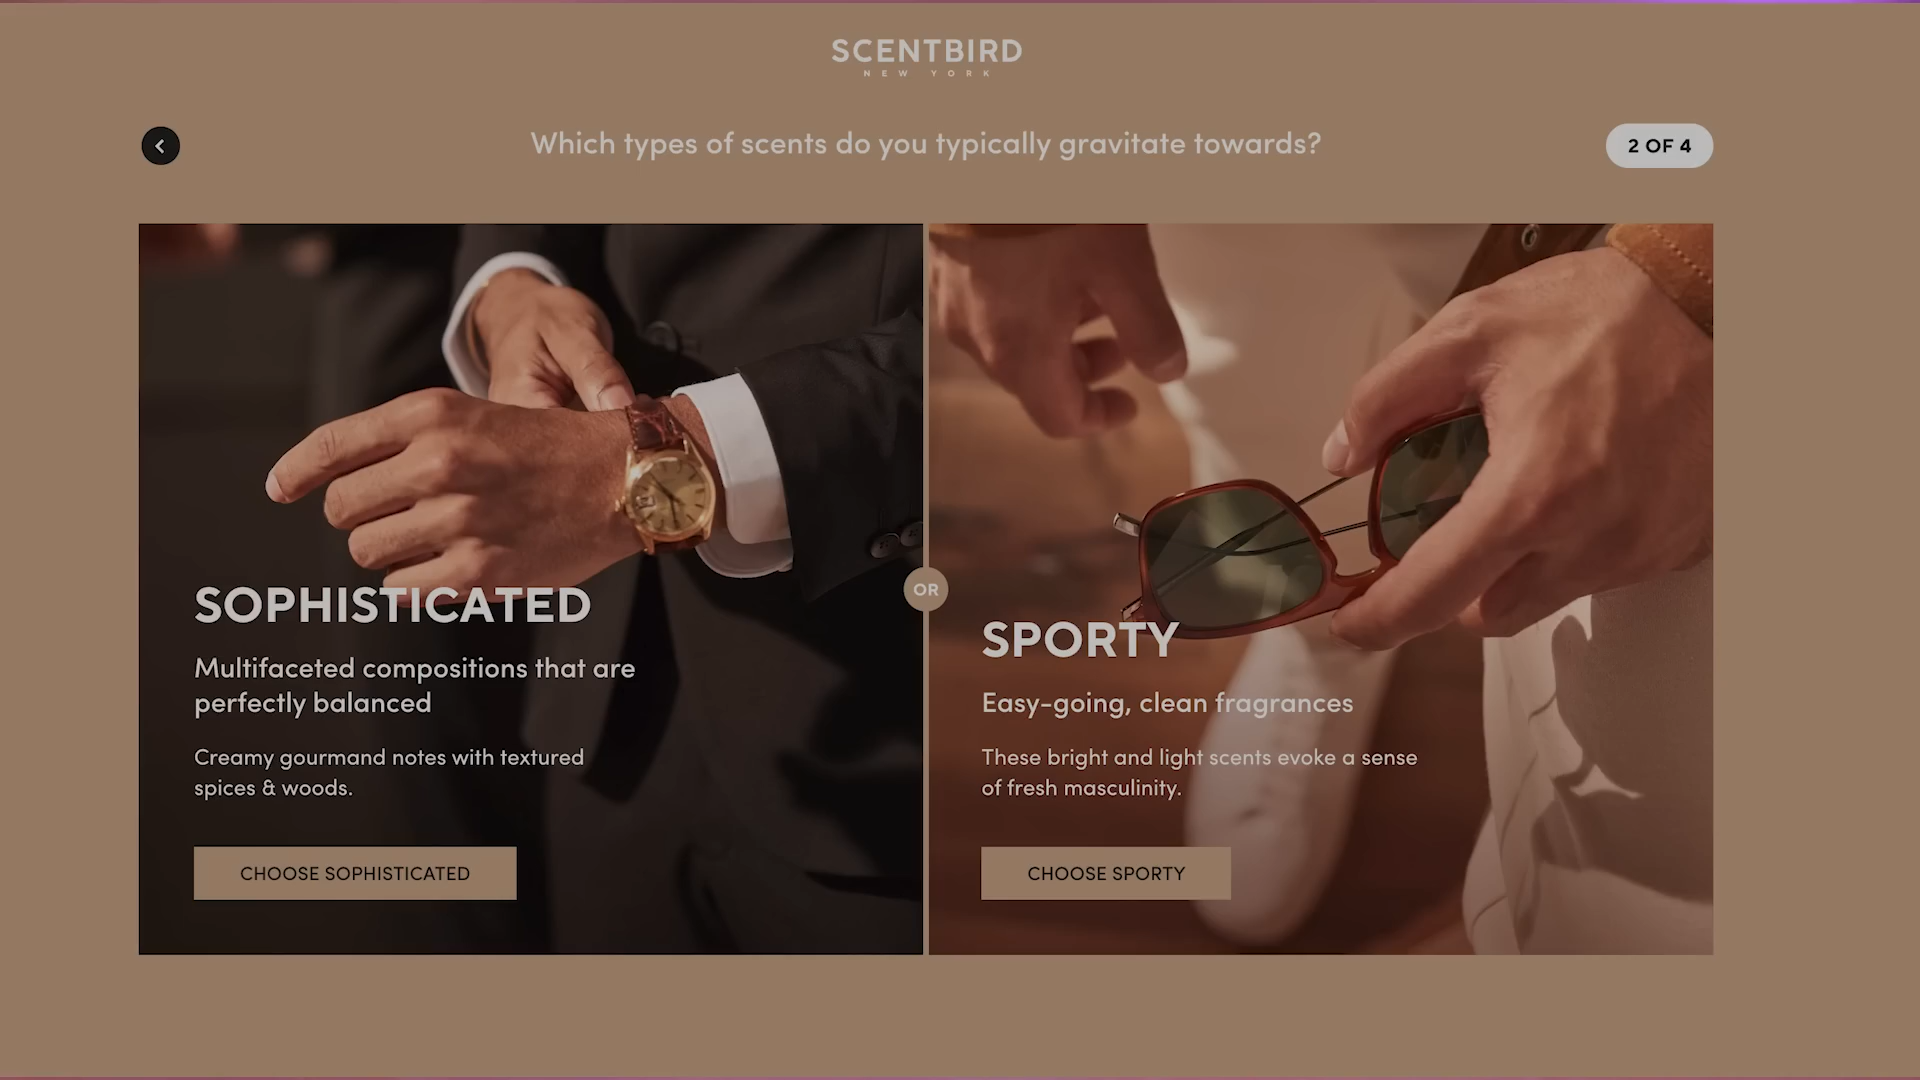 SCENTBIRD
NEW YORK
Which types of scents do you typically gravitate towards?
2 OF 4
SOPHISTICATED
Multifaceted compositions that are
perfectly balanced
Creamy gourmand notes with textured
spices & woods.
CHOOSE SOPHISTICATED
OR
SPORTY
Easy-going, clean fragrances
These bright and light scents evoke a sense
of fresh masculinity.
CHOOSE SPORTY